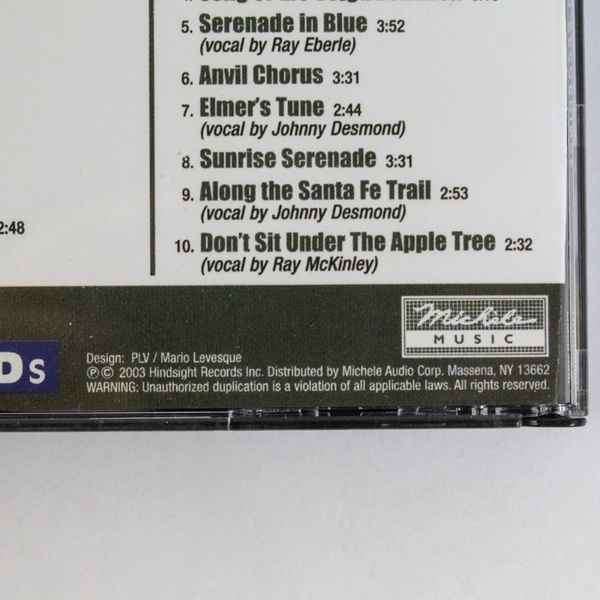 5. Serenade in Blue 3:52
(vocal by Ray Eberle)
6. Anvil Chorus 3:31
7. Elmer's Tune 2:44
(vocal by Johnny Desmond)
8. Sunrise Serenade 3:31
9. Along the Santa Fe Trail 2:53
(vocal by Johnny Desmond)
2:48
10. Don't Sit Under The Apple Tree 2:32
(vocal by Ray McKinley)
Michele
MUSIC
Ds
Design: PLV / Mario Levesque
℗ © 2003 Hindsight Records Inc. Distributed by Michele Audio Corp. Massena, NY 13662
WARNING: Unauthorized duplication is a violation of all applicable laws. All rights reserved.